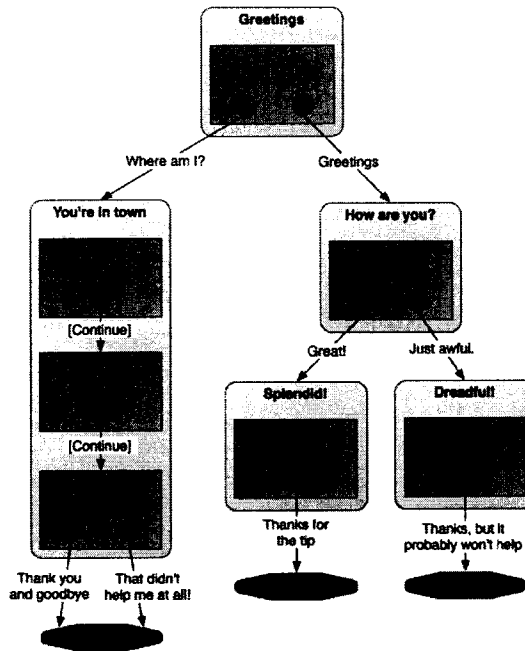 Greetings
Where am I?
Greetings
You're in town
How are you?
[Continue]
Great!
Just awful.
[Continue]
Splendid!
Dreadful!
Thanks for
the tip
Thanks, but it
probably won't help
Thank you
and goodbye
That didn't
help me at all!